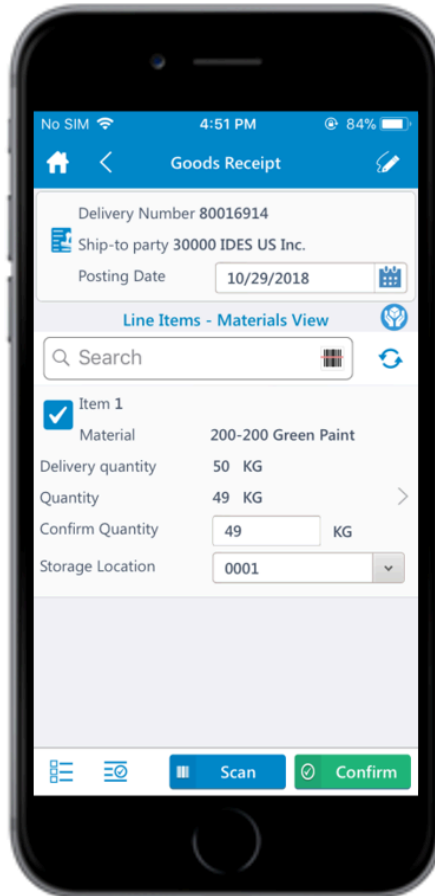 No SIM 4:51 PM 84%
Goods Receipt
Delivery Number 80016914
Ship-to party 30000 IDES US Inc.
Posting Date 10/29/2018
Line Items - Materials View
Search
Item 1
Material 200-200 Green Paint
Delivery quantity 50 KG
Quantity 49 KG
Confirm Quantity 49 KG
Storage Location 0001
Scan Confirm